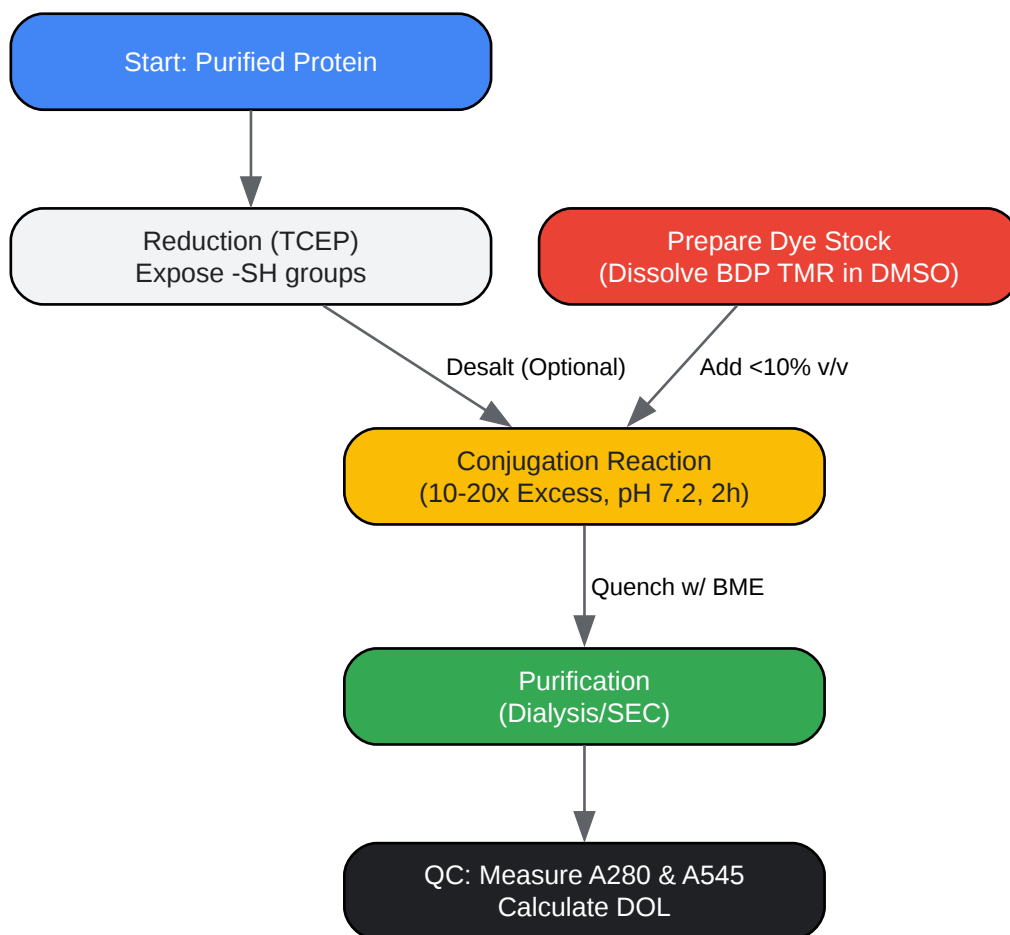 Start: Purified Protein
Reduction (TCEP)
Expose -SH groups
Prepare Dye Stock
(Dissolve BDP TMR in DMSO)
Desalt (Optional)
Add <10% v/v
Conjugation Reaction
(10-20x Excess, pH 7.2, 2h)
Quench w/ BME
Purification
(Dialysis/SEC)
QC: Measure A280 & A545
Calculate DOL